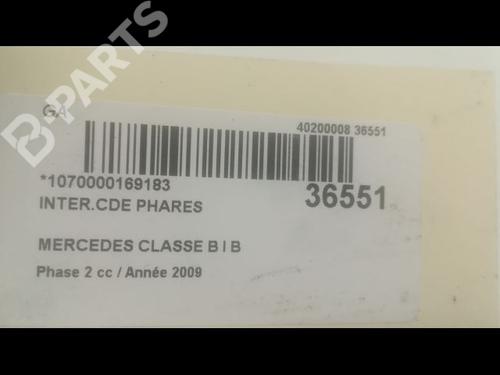 B-PARTS
GA
40200008 36551
*1070000169183
36551
INTER.CDE PHARES
MERCEDES CLASSE B I B
Phase 2 cc / Année 2009